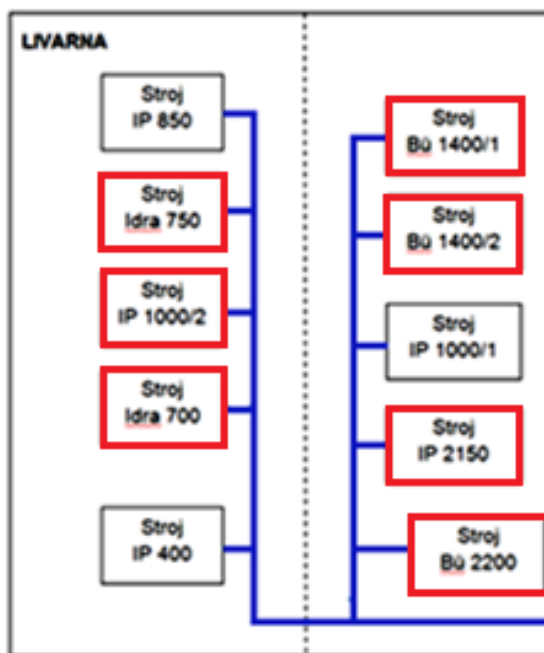 LIVARNA
Stroj
IP 850
Stroj
Idra 750
Stroj
IP 1000/2
Stroj
Idra 700
Stroj
IP 400
Stroj
Bü 1400/1
Stroj
Bü 1400/2
Stroj
IP 1000/1
Stroj
IP 2150
Stroj
Bü 2200